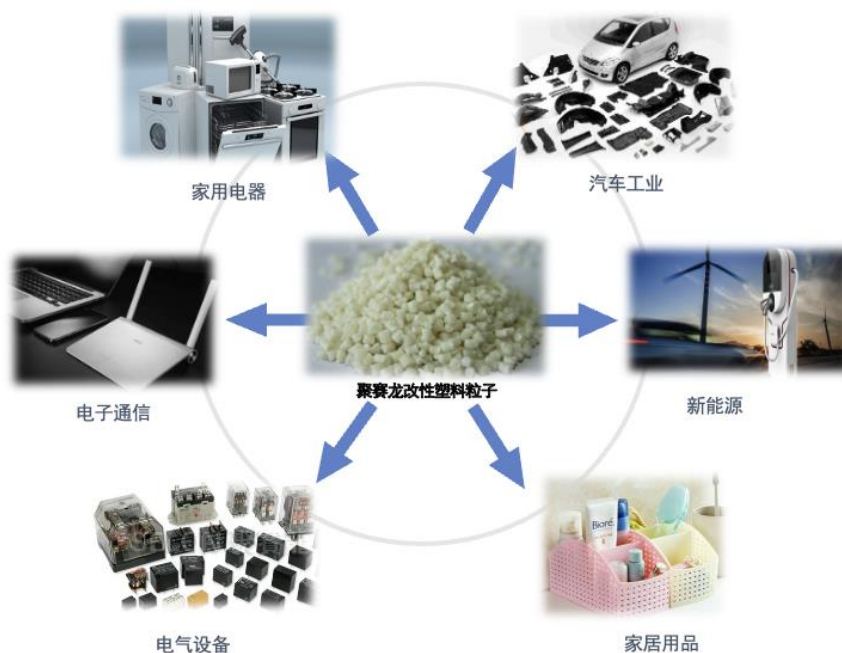 家用电器
汽车工业
聚赛龙改性塑料粒子
电子通信
新能源
Bioré
电气设备
家居用品